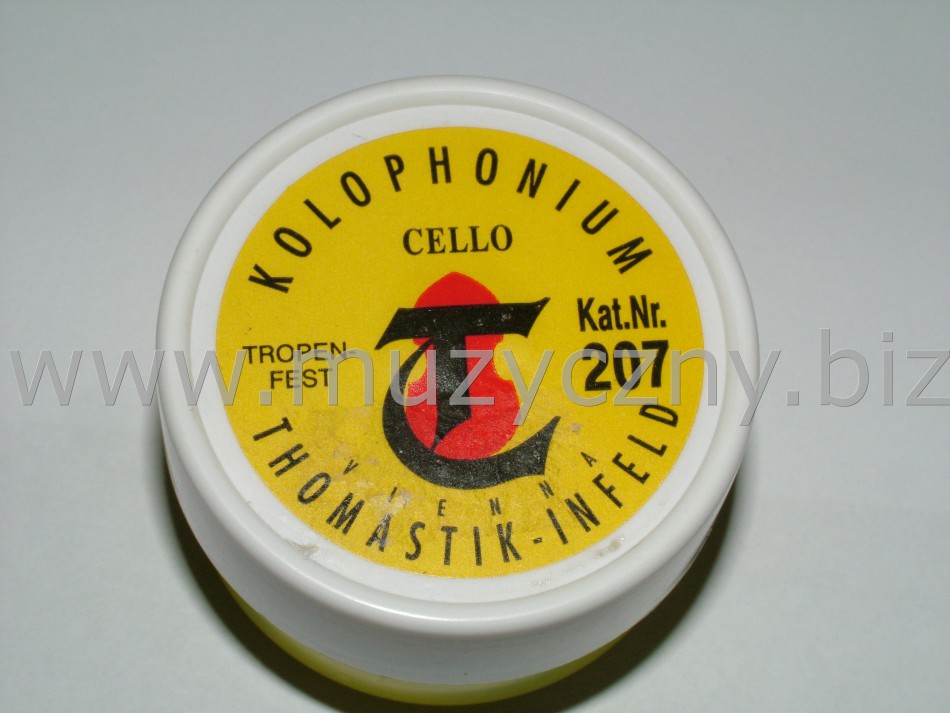 KOLOPHONIUM
CELLO
Kat.Nr.
207
TROPEN
FEST
VIENNA
THOMASTIK-INFELD
www.muzyczny.biz